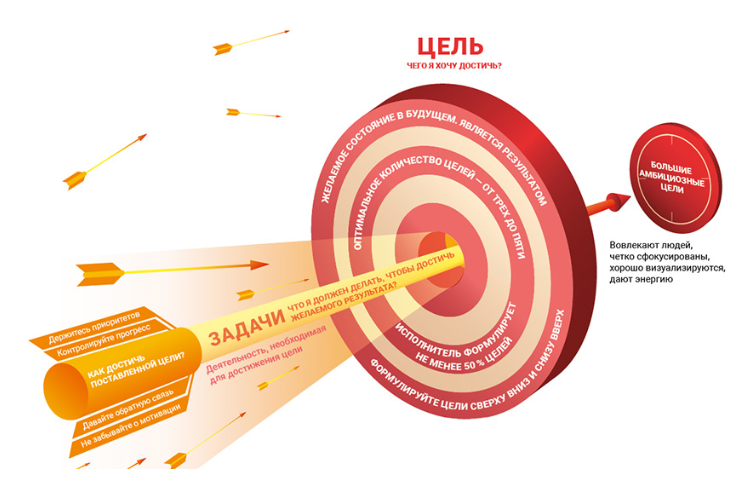 ЦЕЛЬ
ЧЕГО Я ХОЧУ ДОСТИЧЬ?
ЖЕЛАЕМОЕ СОСТОЯНИЕ В БУДУЩЕМ. ЯВЛЯЕТСЯ РЕЗУЛЬТАТОМ
ОПТИМАЛЬНОЕ КОЛИЧЕСТВО ЦЕЛЕЙ — ОТ ТРЕХ ДО ПЯТИ
ИСПОЛНИТЕЛЬ ФОРМУЛИРУЕТ
НЕ МЕНЕЕ 50 % ЦЕЛЕЙ
ФОРМУЛИРУЙТЕ ЦЕЛИ СВЕРХУ ВНИЗ И СНИЗУ ВВЕРХ
БОЛЬШИЕ
АМБИЦИОЗНЫЕ
ЦЕЛИ
Вовлекают людей,
четко сфокусированы,
хорошо визуализируются,
дают энергию
ЗАДАЧИ
ЧТО Я ДОЛЖЕН ДЕЛАТЬ, ЧТОБЫ ДОСТИЧЬ
ЖЕЛАЕМОГО РЕЗУЛЬТАТА?
Деятельность, необходимая
для достижения цели
Держитесь приоритетов
Контролируйте прогресс
КАК ДОСТИЧЬ
ПОСТАВЛЕННОЙ ЦЕЛИ?
Давайте обратную связь
Не забывайте о мотивации